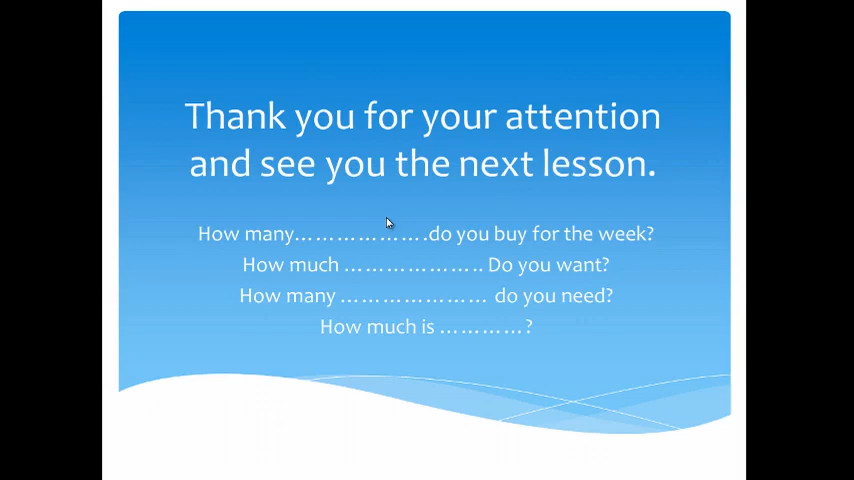 Thank you for your attention
and see you the next lesson.
How many……………….do you buy for the week?
How much ……………….. Do you want?
How many ………………… do you need?
How much is …………?